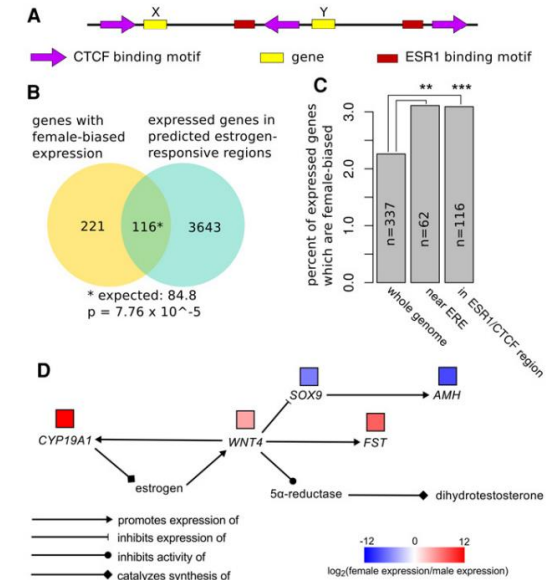 A
X
Y
CTCF binding motif
gene
ESR1 binding motif
B
genes with
female-biased
expression
expressed genes in
predicted estrogen-
responsive regions
221
116*
3643
* expected: 84.8
p = 7.76 x 10^-5
C
** ***
percent of expressed genes
which are female-biased
3.0
2.0
1.0
0.0
n=337
n=62
n=116
whole genome
near ERE
in ESR1/CTCF region
D
SOX9
AMH
CYP19A1
WNT4
FST
estrogen
5α-reductase
dihydrotestosterone
promotes expression of
inhibits expression of
inhibits activity of
catalyzes synthesis of
-12 0 12
log2(female expression/male expression)